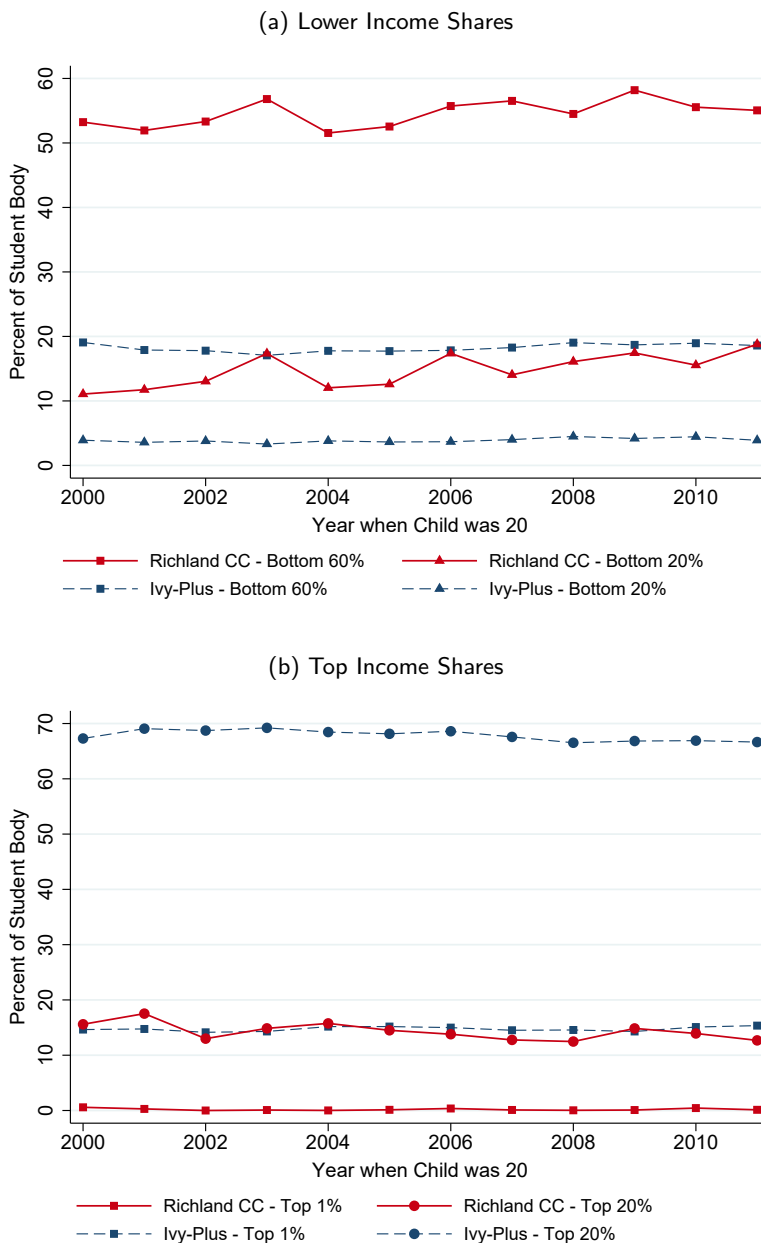 (a) Lower Income Shares
Percent of Student Body
60
50
40
30
20
10
0
2000 2002 2004 2006 2008 2010
Year when Child was 20
Richland CC - Bottom 60% Richland CC - Bottom 20%
Ivy-Plus - Bottom 60% Ivy-Plus - Bottom 20%
(b) Top Income Shares
Percent of Student Body
70
60
50
40
30
20
10
0
2000 2002 2004 2006 2008 2010
Year when Child was 20
Richland CC - Top 1% Richland CC - Top 20%
Ivy-Plus - Top 1% Ivy-Plus - Top 20%